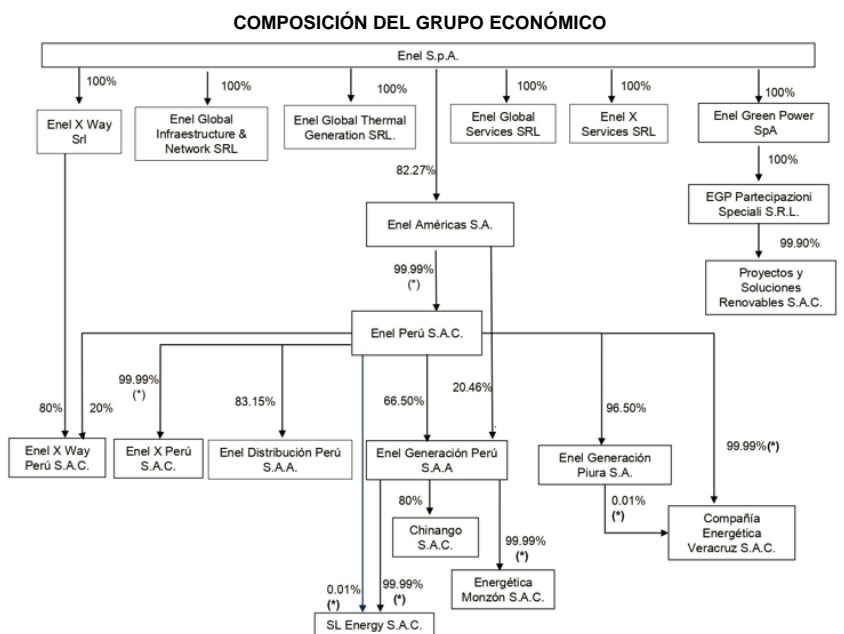 COMPOSICIÓN DEL GRUPO ECONÓMICO
Enel S.p.A.
100%
100%
100%
100%
100%
100%
Enel X Way
Srl
Enel Global
Infraestructure &
Network SRL
Enel Global Thermal
Generation SRL.
Enel Global
Services SRL
Enel X
Services SRL
Enel Green Power
SpA
82.27%
100%
Enel Américas S.A.
EGP Partecipazioni
Speciali S.R.L.
99.99%
(*)
99.90%
Proyectos y
Soluciones
Renovables S.A.C.
Enel Perú S.A.C.
80%
20%
99.99%
(*)
83.15%
66.50%
20.46%
96.50%
99.99%(*)
Enel X Way
Perú S.A.C.
Enel X Perú
S.A.C.
Enel Distribución Perú
S.A.A.
Enel Generación Perú
S.A.A
Enel Generación
Piura S.A.
80%
0.01%
(*)
Chinango
S.A.C.
99.99%
(*)
Compañía
Energética
Veracruz S.A.C.
0.01%
(*)
99.99%
(*)
Energética
Monzón S.A.C.
SL Energy S.A.C.